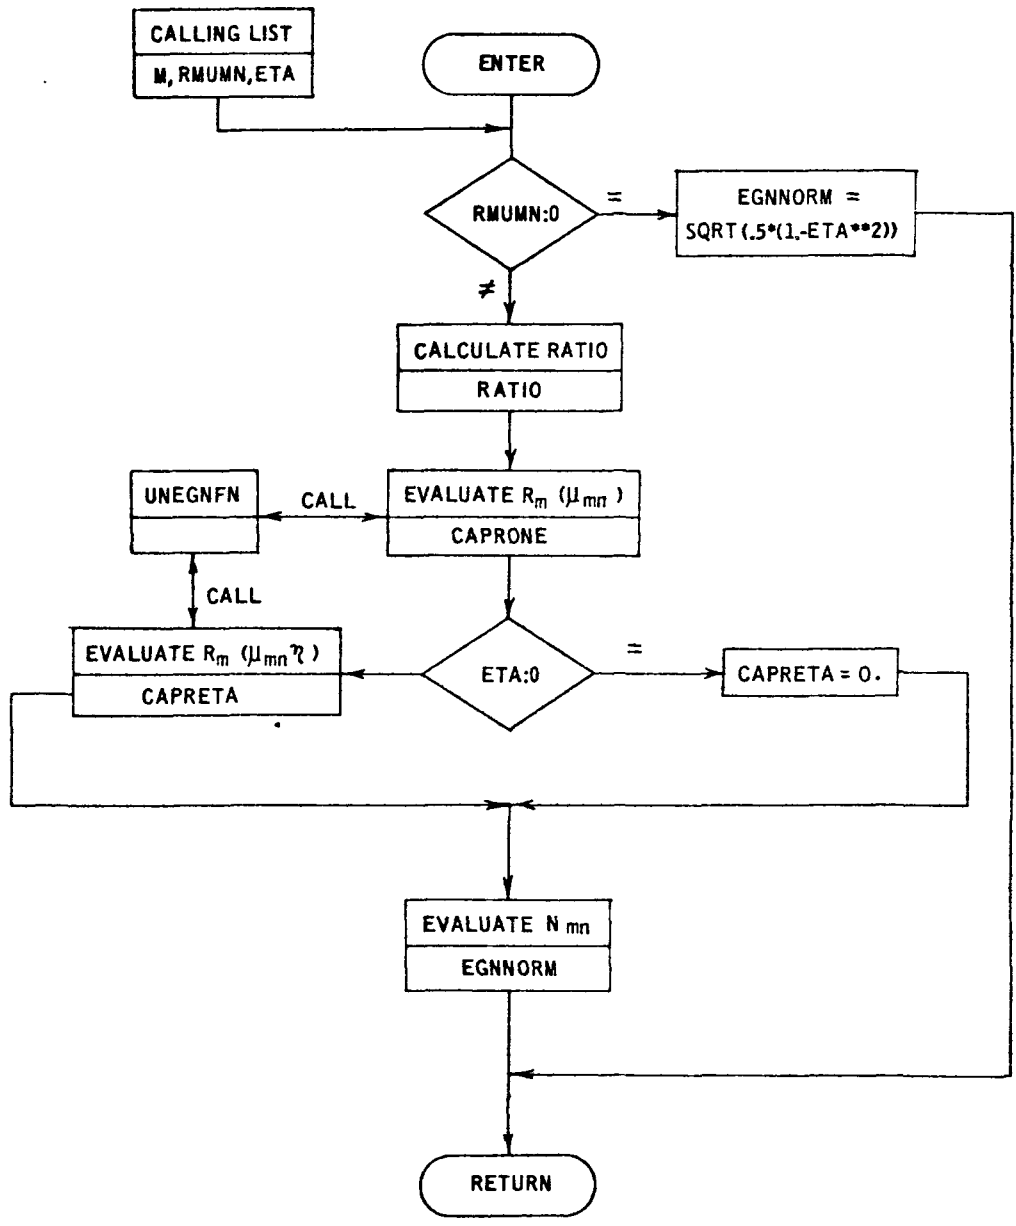 CALLING LIST
M, RMUMN, ETA
ENTER
RMUMN:0
=
EGNNORM =
SQRT(.5*(1.-ETA**2))
≠
CALCULATE RATIO
RATIO
UNEGNFN
CALL
EVALUATE Rm (μmn)
CAPRONE
CALL
EVALUATE Rm (μmn η)
CAPRETA
ETA:0
=
CAPRETA = 0.
EVALUATE Nmn
EGNNORM
RETURN